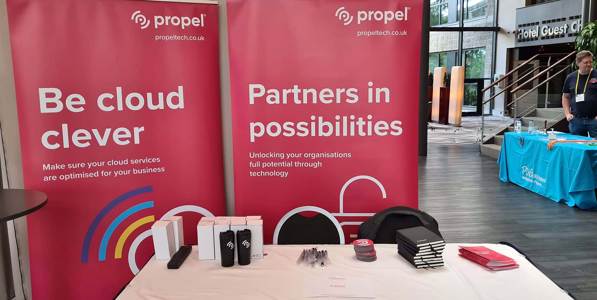 propel
propeltech.co.uk
Be cloud
clever
Make sure your cloud services
are optimised for your business
propel
propeltech.co.uk
Partners in
possibilities
Unlocking your organisations
full potential through
technology
Hotel Guest